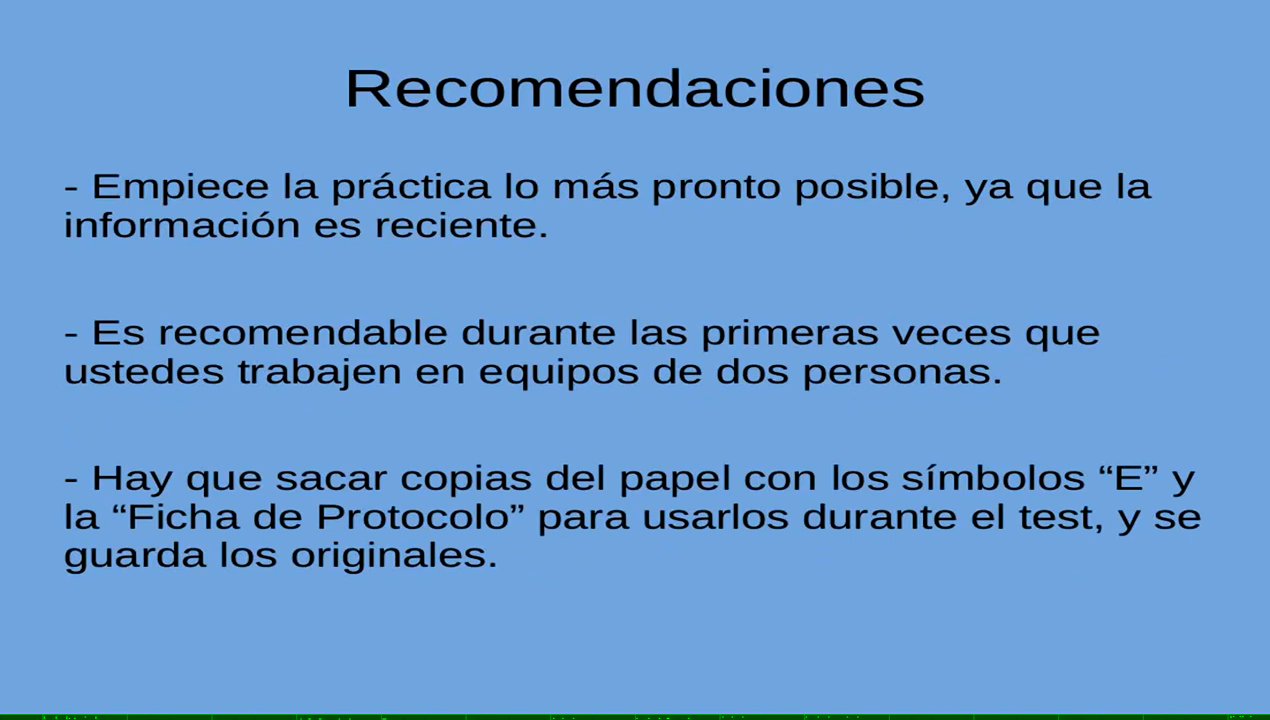 Recomendaciones
- Empiece la práctica lo más pronto posible, ya que la
información es reciente.
- Es recomendable durante las primeras veces que
ustedes trabajen en equipos de dos personas.
- Hay que sacar copias del papel con los símbolos “E” y
la “Ficha de Protocolo” para usarlos durante el test, y se
guarda los originales.